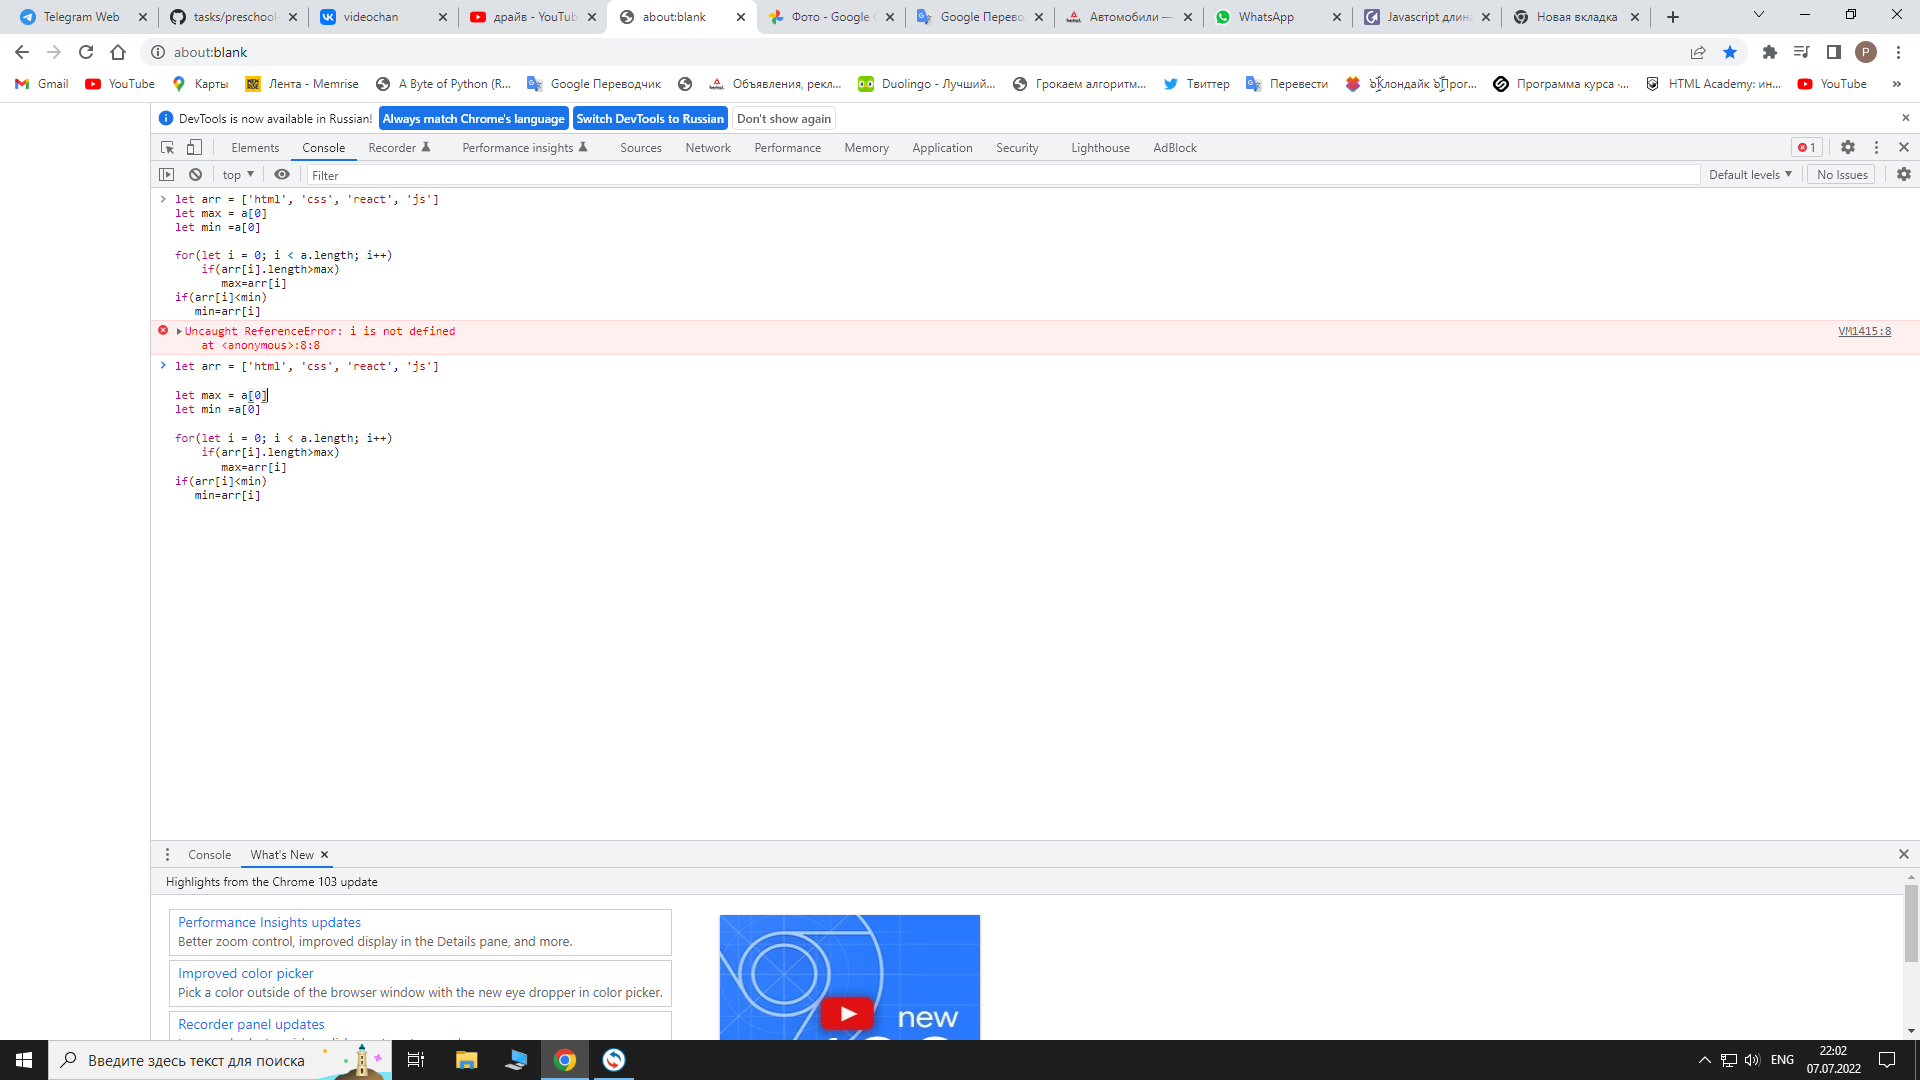 Telegram Web
tasks/preschool
videochan
драйв - YouTub
about:blank
Фото - Google
Google Перево
Автомобили —
WhatsApp
Javascript длин
Новая вкладка
about:blank
P
Gmail
YouTube
Карты
Лента - Memrise
A Byte of Python (R...
Google Переводчик
Объявления, рекл...
Duolingo - Лучший...
Грокаем алгоритм...
Твиттер
Перевести
Клондайк
Прог...
Программа курса ·...
HTML Academy: ин...
YouTube
»
DevTools is now available in Russian!
Always match Chrome's language
Switch DevTools to Russian
Don't show again
Elements
Console
Recorder
Performance insights
Sources
Network
Performance
Memory
Application
Security
Lighthouse
AdBlock
1
top
Filter
Default levels
No Issues
let arr = ['html', 'css', 'react', 'js']
let max = a[0]
let min =a[0]
for(let i = 0; i < a.length; i++)
if(arr[i].length>max)
max=arr[i]
if(arr[i]<min)
min=arr[i]
Uncaught ReferenceError: i is not defined
VM1415:8
at <anonymous>:8:8
let arr = ['html', 'css', 'react', 'js']
let max = a[0]
let min =a[0]
for(let i = 0; i < a.length; i++)
if(arr[i].length>max)
max=arr[i]
if(arr[i]<min)
min=arr[i]
Console
What's New
Highlights from the Chrome 103 update
Performance Insights updates
Better zoom control, improved display in the Details pane, and more.
Improved color picker
Pick a color outside of the browser window with the new eye dropper in color picker.
Recorder panel updates
new
Введите здесь текст для поиска
ENG
22:02
07.07.2022